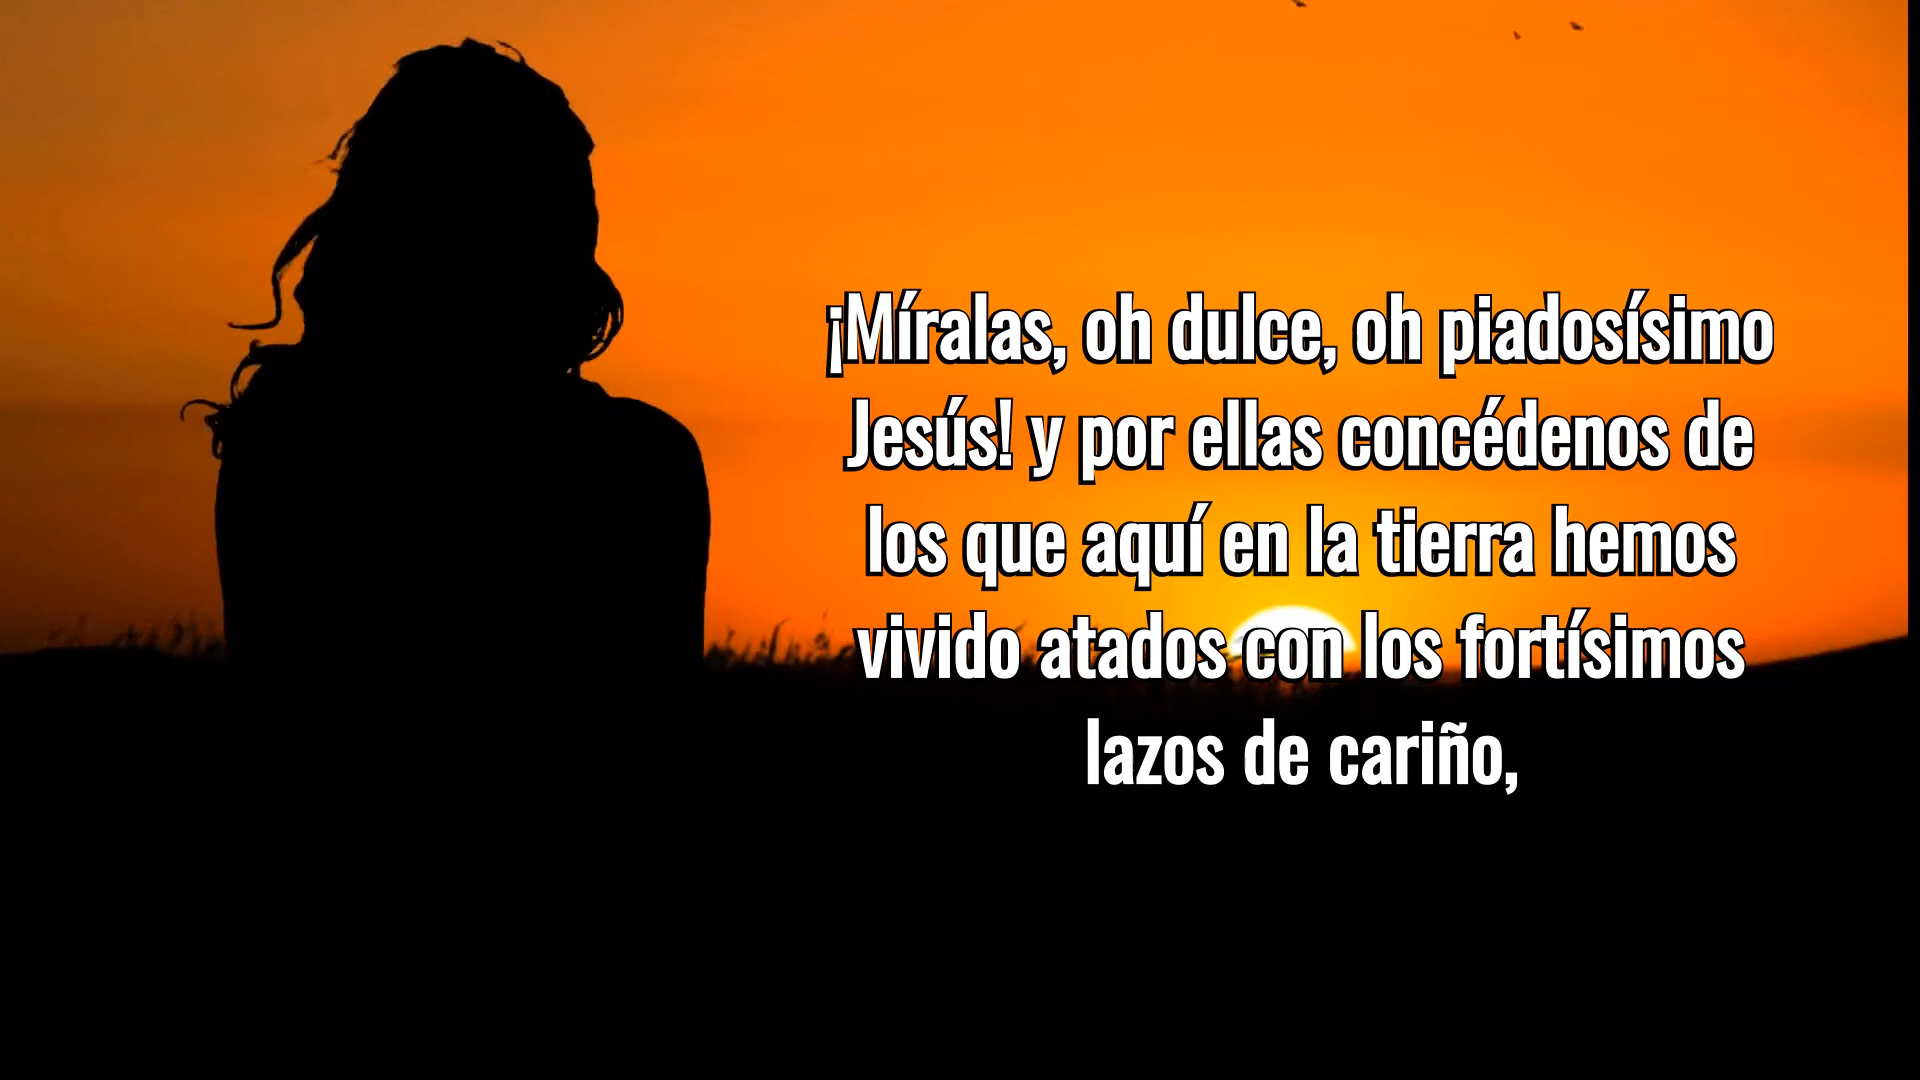 ¡Míralas, oh dulce, oh piadosísimo
Jesús! y por ellas concédenos de
los que aquí en la tierra hemos
vivido atados con los fortísimos
lazos de cariño,